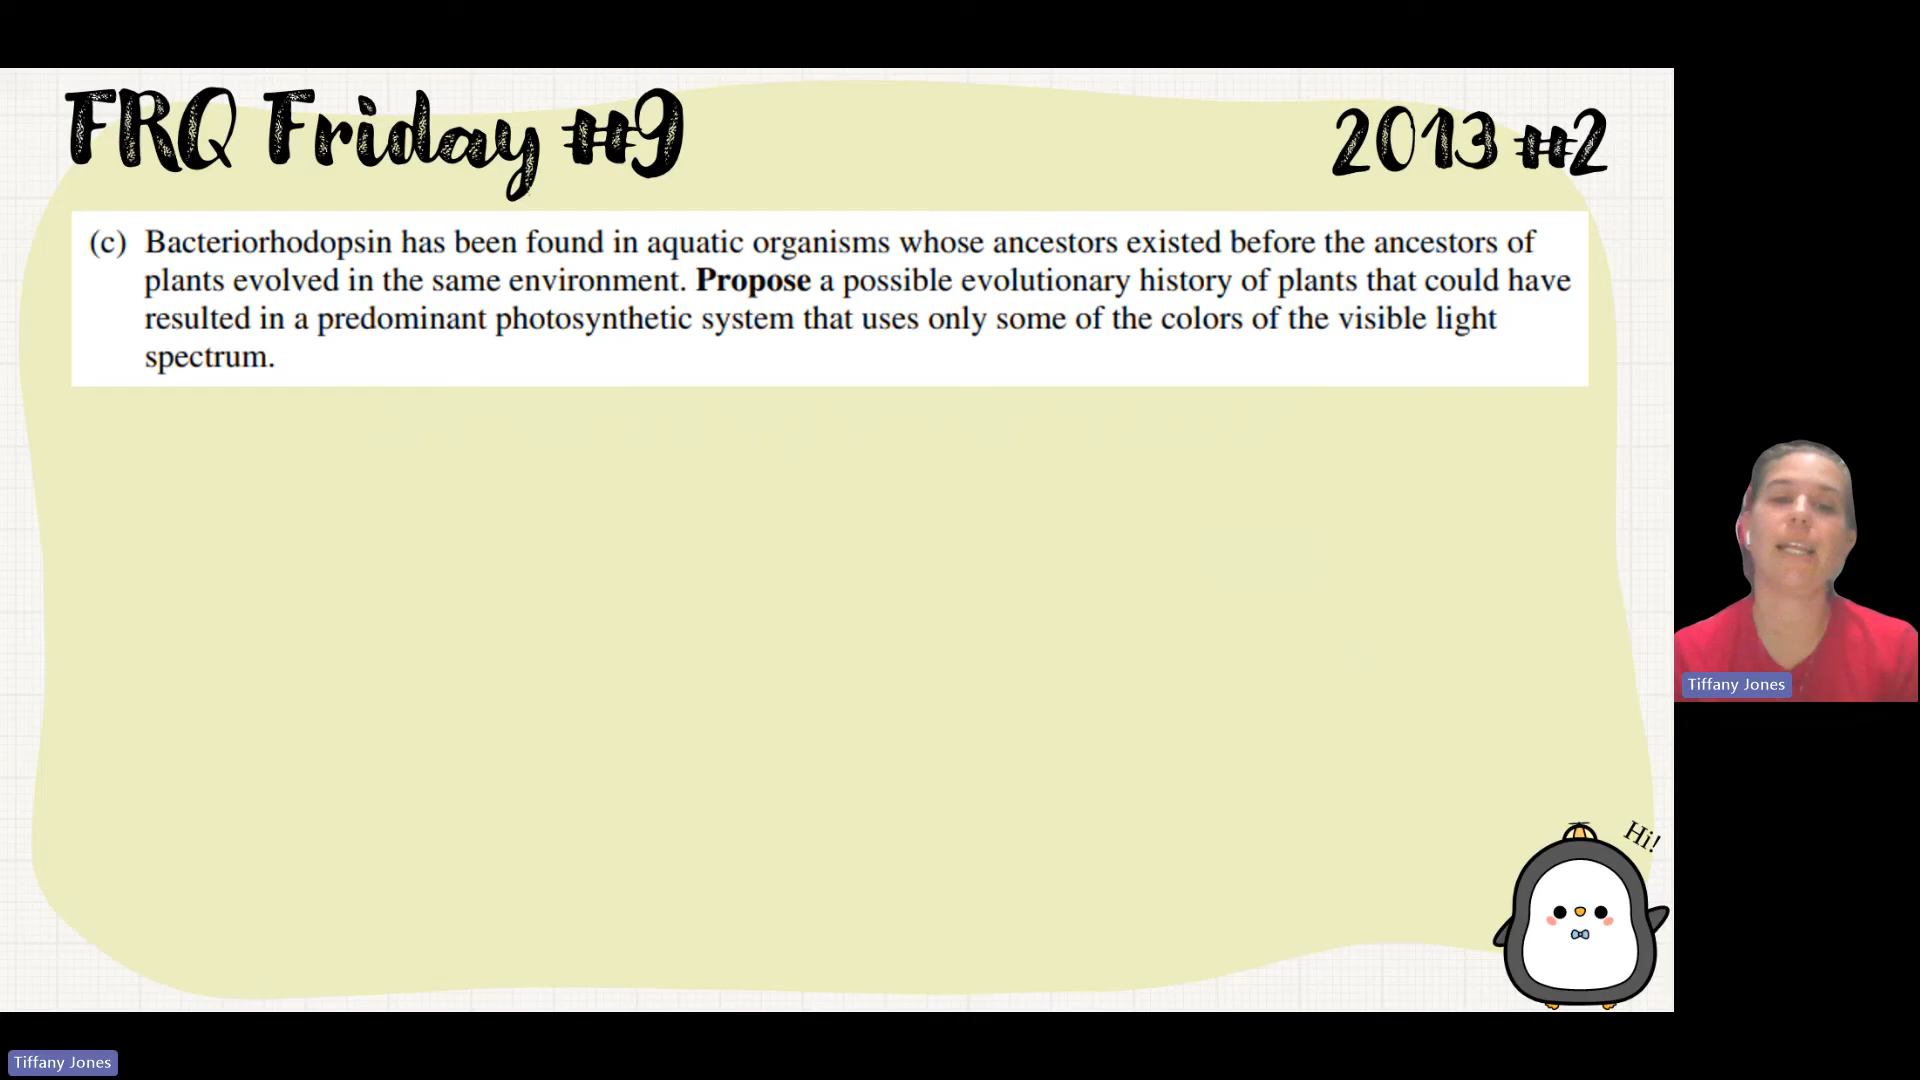 FRQ Friday #9
2013 #2
(c) Bacteriorhodopsin has been found in aquatic organisms whose ancestors existed before the ancestors of
plants evolved in the same environment. Propose a possible evolutionary history of plants that could have
resulted in a predominant photosynthetic system that uses only some of the colors of the visible light
spectrum.
Tiffany Jones
Hi!
Tiffany Jones